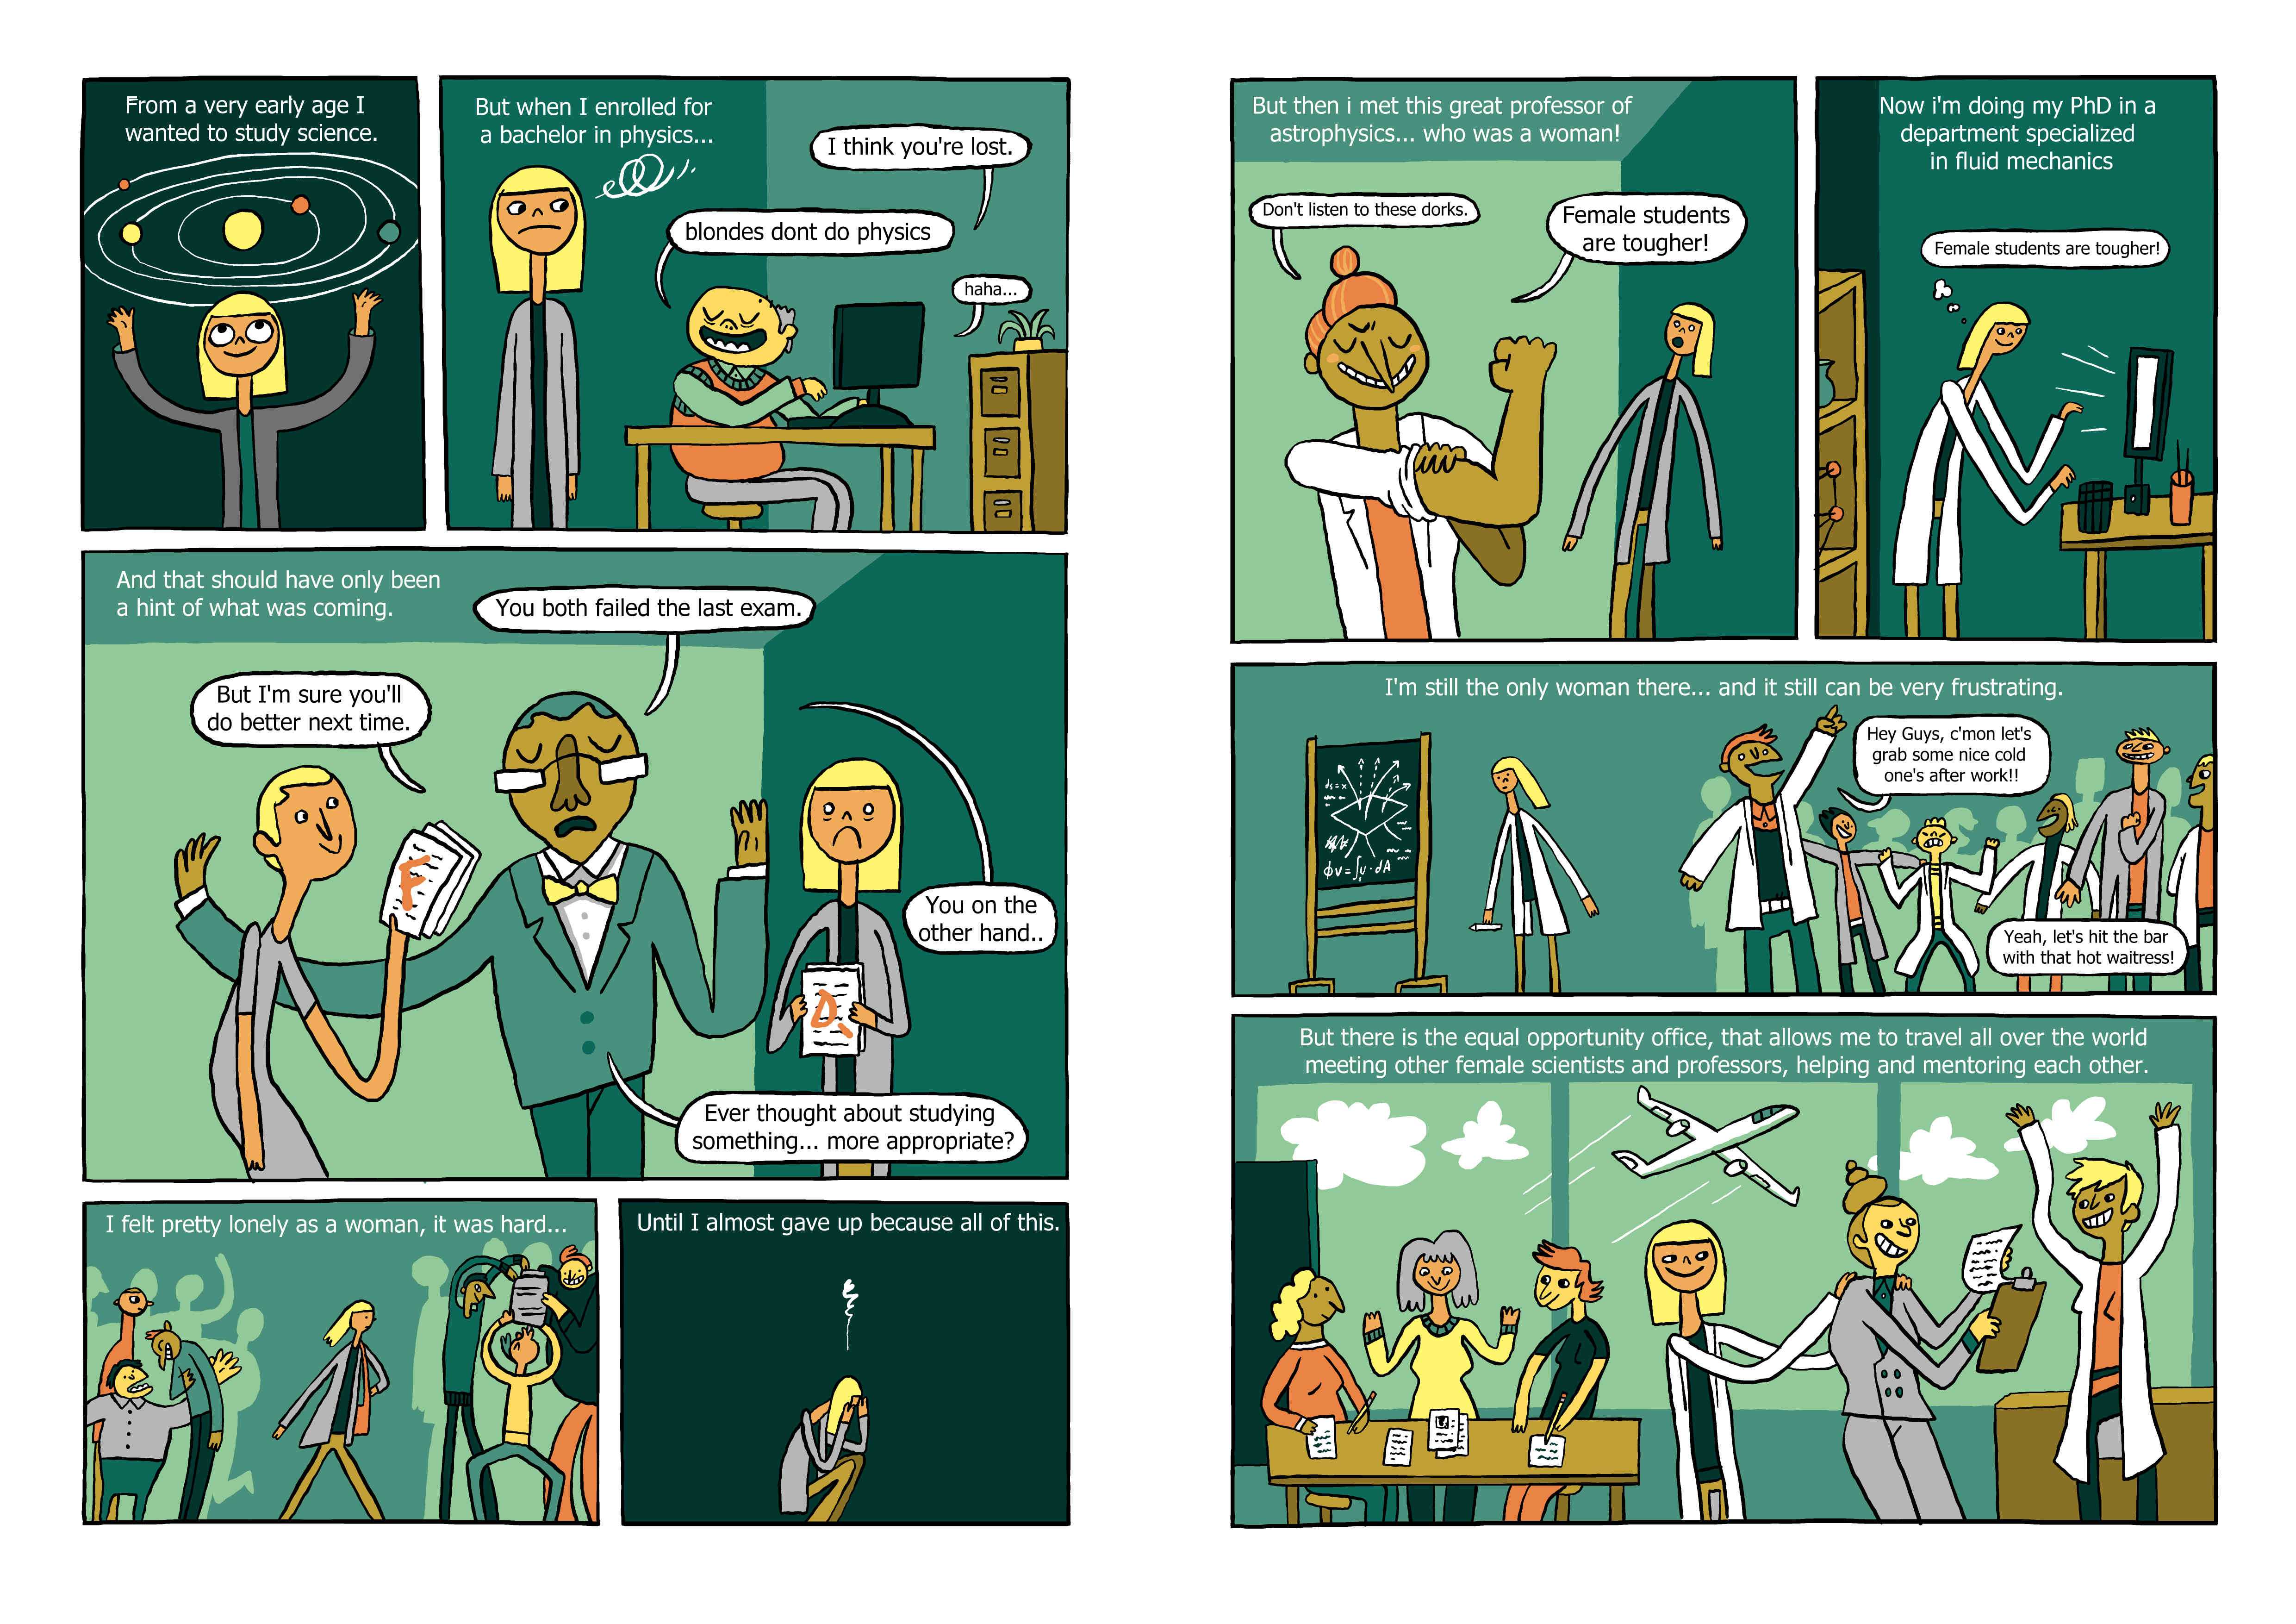 From a very early age I
wanted to study science.
But when I enrolled for
a bachelor in physics...
I think you're lost.
blondes dont do physics
haha...
And that should have only been
a hint of what was coming.
You both failed the last exam.
But I'm sure you'll
do better next time.
F
You on the
other hand..
D
Ever thought about studying
something... more appropriate?
I felt pretty lonely as a woman, it was hard...
Until I almost gave up because all of this.
But then i met this great professor of
astrophysics... who was a woman!
Don't listen to these dorks.
Female students
are tougher!
Now i'm doing my PhD in a
department specialized
in fluid mechanics
Female students are tougher!
I'm still the only woman there... and it still can be very frustrating.
Hey Guys, c'mon let's
grab some nice cold
one's after work!!
ds=x
ϕv=∫u·dA
Yeah, let's hit the bar
with that hot waitress!
But there is the equal opportunity office, that allows me to travel all over the world
meeting other female scientists and professors, helping and mentoring each other.